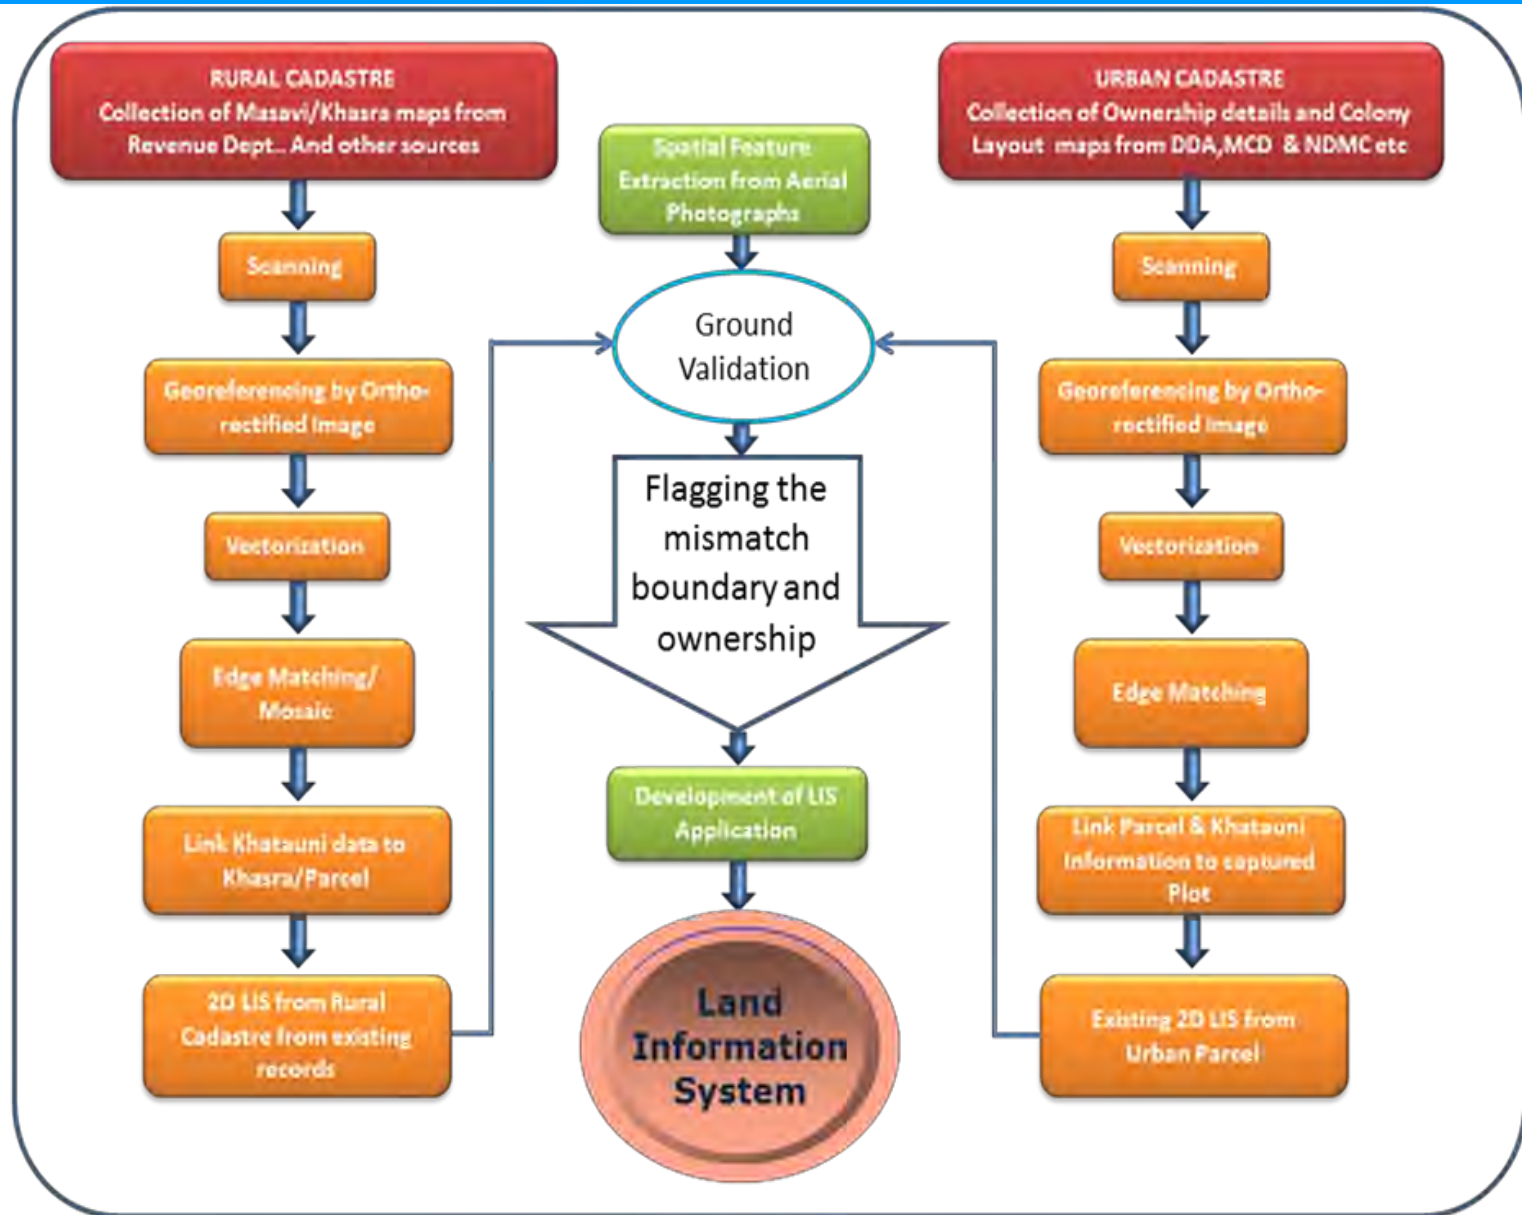 RURAL CADASTRE
Collection of Masavi/Khasra maps from
Revenue Dept.. And other sources
Scanning
Georeferencing by Ortho-
rectified Image
Vectorization
Edge Matching/
Mosaic
Link Khatauni data to
Khasra/Parcel
2D LIS from Rural
Cadastre from existing
records
Spatial Feature
Extraction from Aerial
Photographs
Ground
Validation
Flagging the
mismatch
boundary and
ownership
Development of LIS
Application
Land
Information
System
URBAN CADASTRE
Collection of Ownership details and Colony
Layout maps from DDA,MCD & NDMC etc
Scanning
Georeferencing by Ortho-
rectified Image
Vectorization
Edge Matching
Link Parcel & Khatauni
Information to captured
Plot
Existing 2D LIS from
Urban Parcel